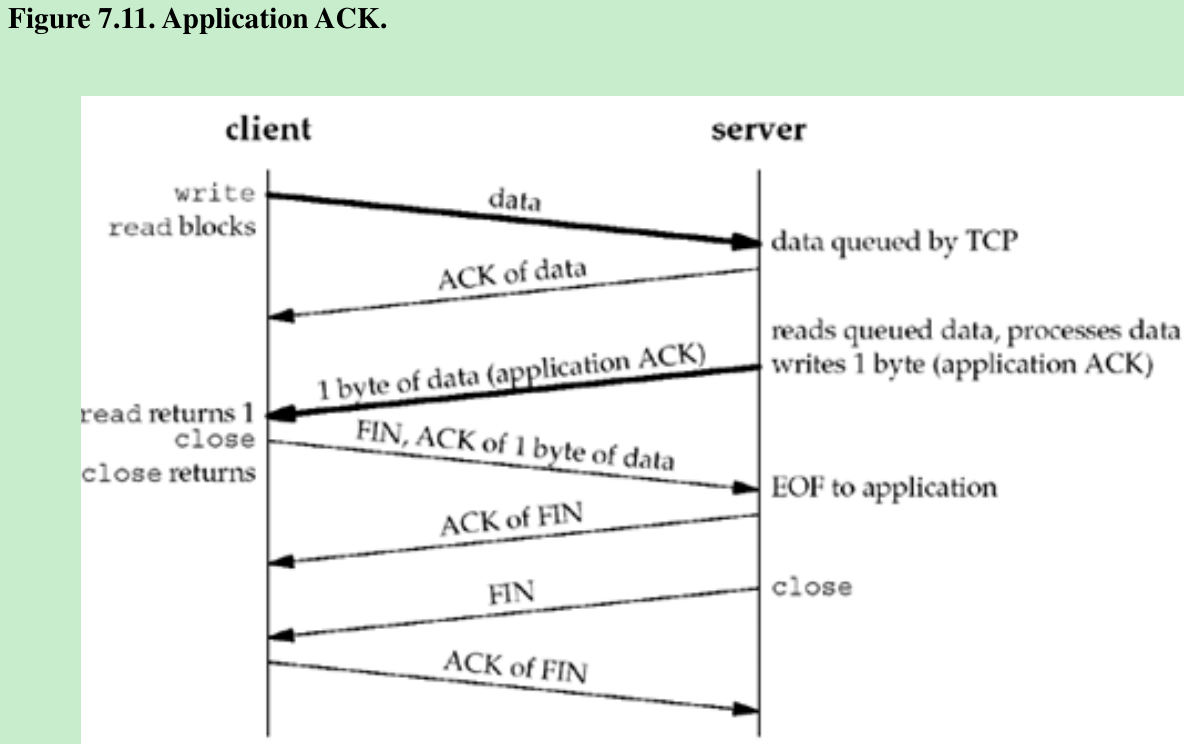 Figure 7.11. Application ACK.
client
server
write
data
read blocks
data queued by TCP
ACK of data
reads queued data, processes data
writes 1 byte (application ACK)
1 byte of data (application ACK)
read returns 1
close
FIN, ACK of 1 byte of data
close returns
EOF to application
ACK of FIN
close
FIN
ACK of FIN